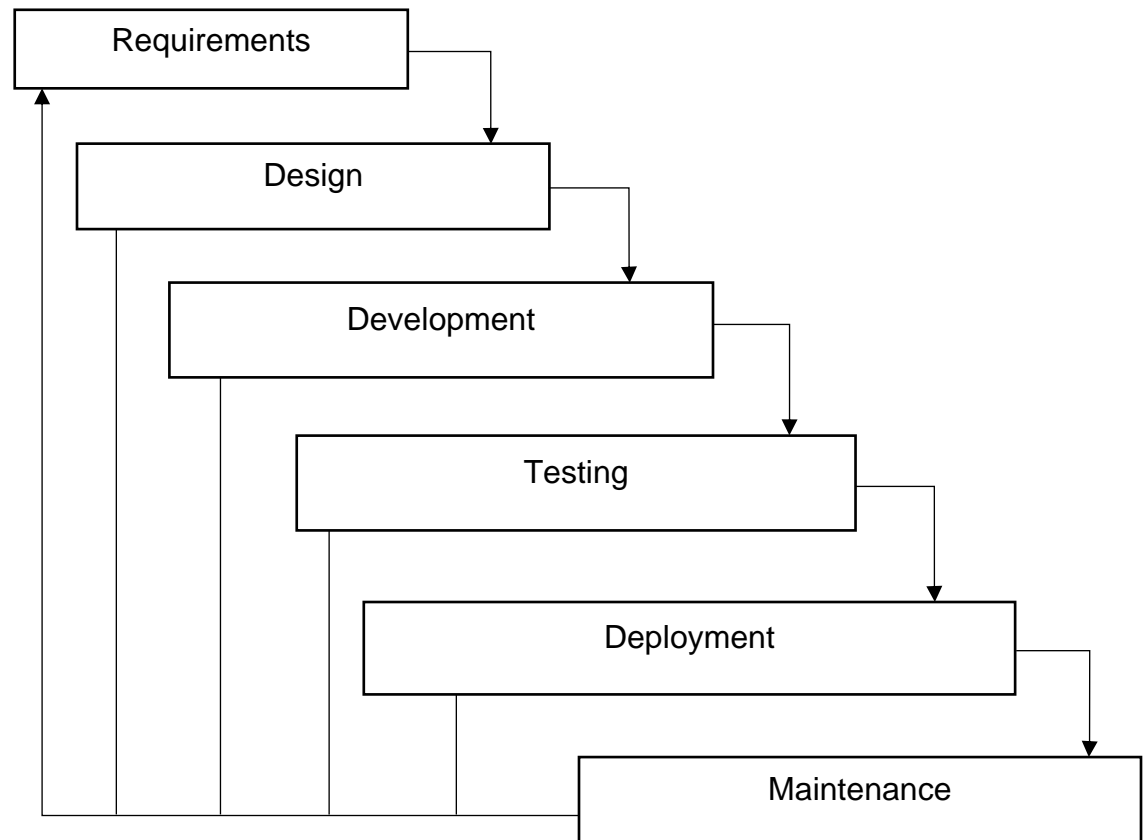 Requirements
Design
Development
Testing
Deployment
Maintenance